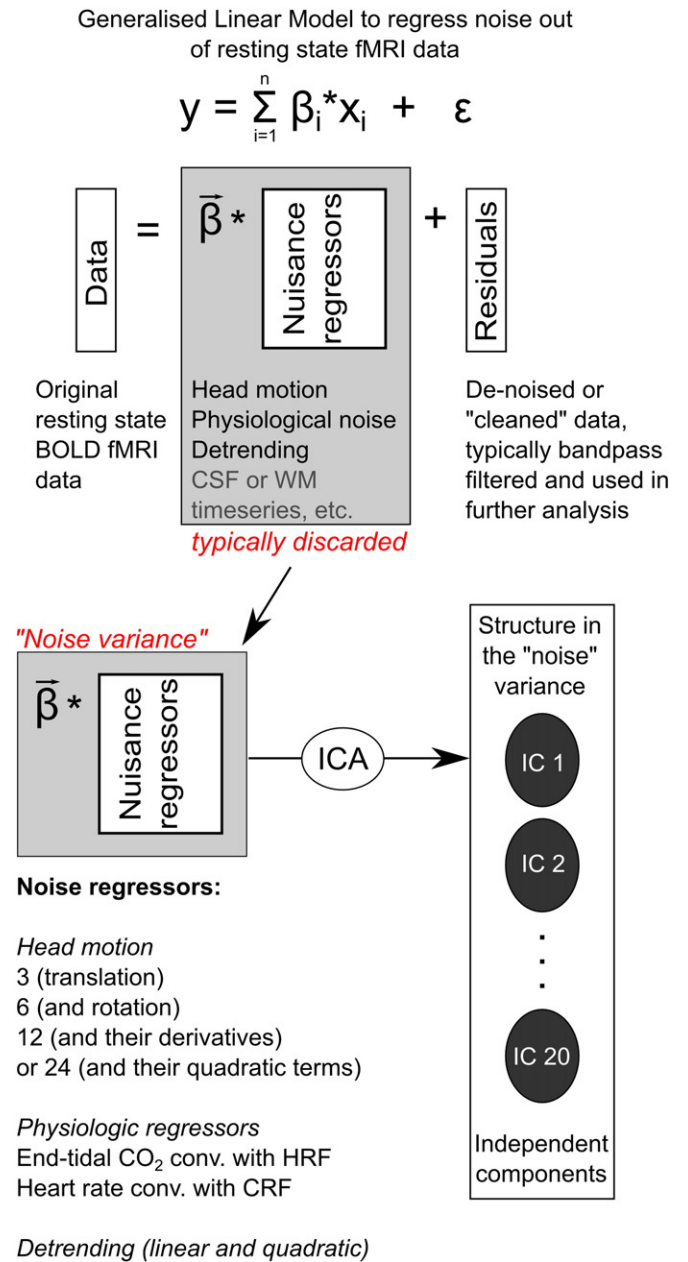 Generalised Linear Model to regress noise out
of resting state fMRI data
n
y = Σ βi*xi + ε
i=1
Data
=
β *
Nuisance
regressors
+
Residuals
Original
resting state
BOLD fMRI
data
Head motion
Physiological noise
Detrending
CSF or WM
timeseries, etc.
typically discarded
De-noised or
"cleaned" data,
typically bandpass
filtered and used in
further analysis
"Noise variance"
β *
Nuisance
regressors
ICA
Structure in
the "noise"
variance
IC 1
IC 2
IC 20
Independent
components
Noise regressors:
Head motion
3 (translation)
6 (and rotation)
12 (and their derivatives)
or 24 (and their quadratic terms)
Physiologic regressors
End-tidal CO₂ conv. with HRF
Heart rate conv. with CRF
Detrending (linear and quadratic)